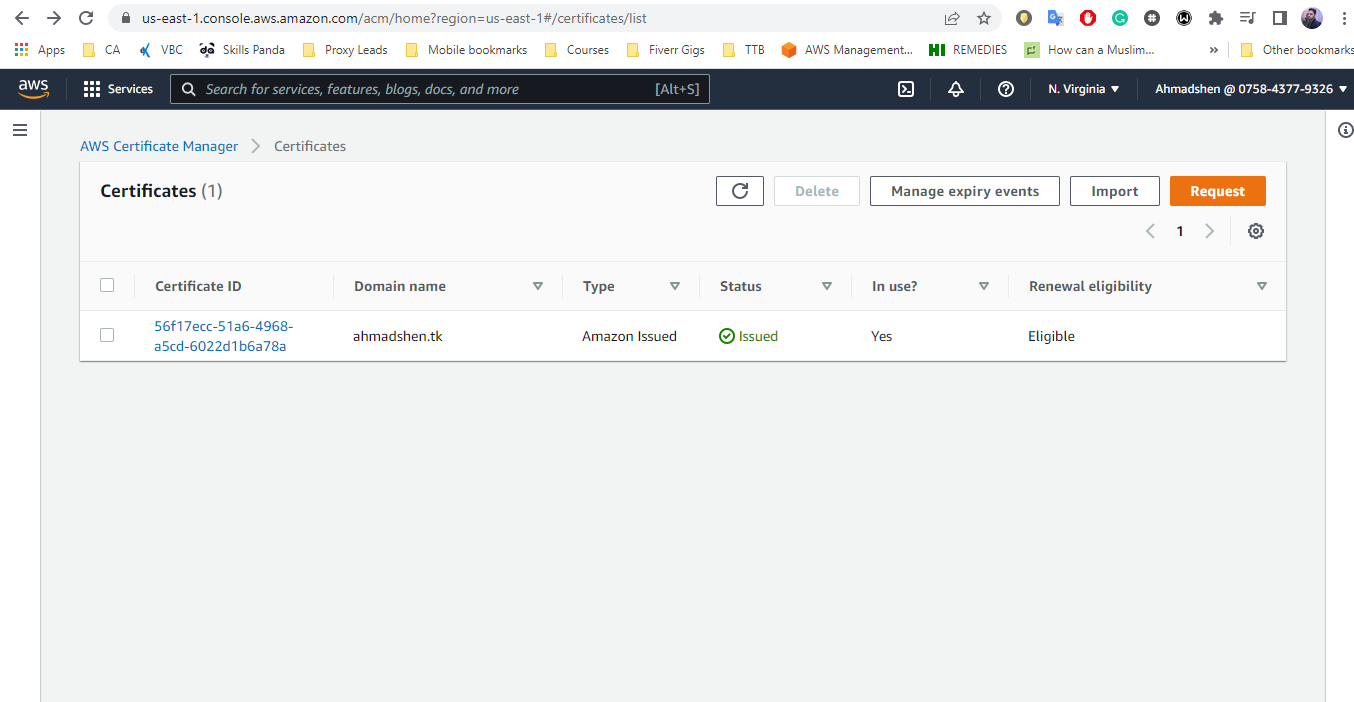 us-east-1.console.aws.amazon.com/acm/home?region=us-east-1#/certificates/list
Apps CA VBC Skills Panda Proxy Leads Mobile bookmarks Courses Fiverr Gigs TTB AWS Management... HI REMEDIES How can a Muslim... » Other bookmarks
aws Services Search for services, features, blogs, docs, and more [Alt+S] N. Virginia Ahmadshen @ 0758-4377-9326
AWS Certificate Manager Certificates
Certificates (1) Delete Manage expiry events Import Request
1
Certificate ID Domain name Type Status In use? Renewal eligibility
56f17ecc-51a6-4968-
a5cd-6022d1b6a78a ahmadshen.tk Amazon Issued Issued Yes Eligible